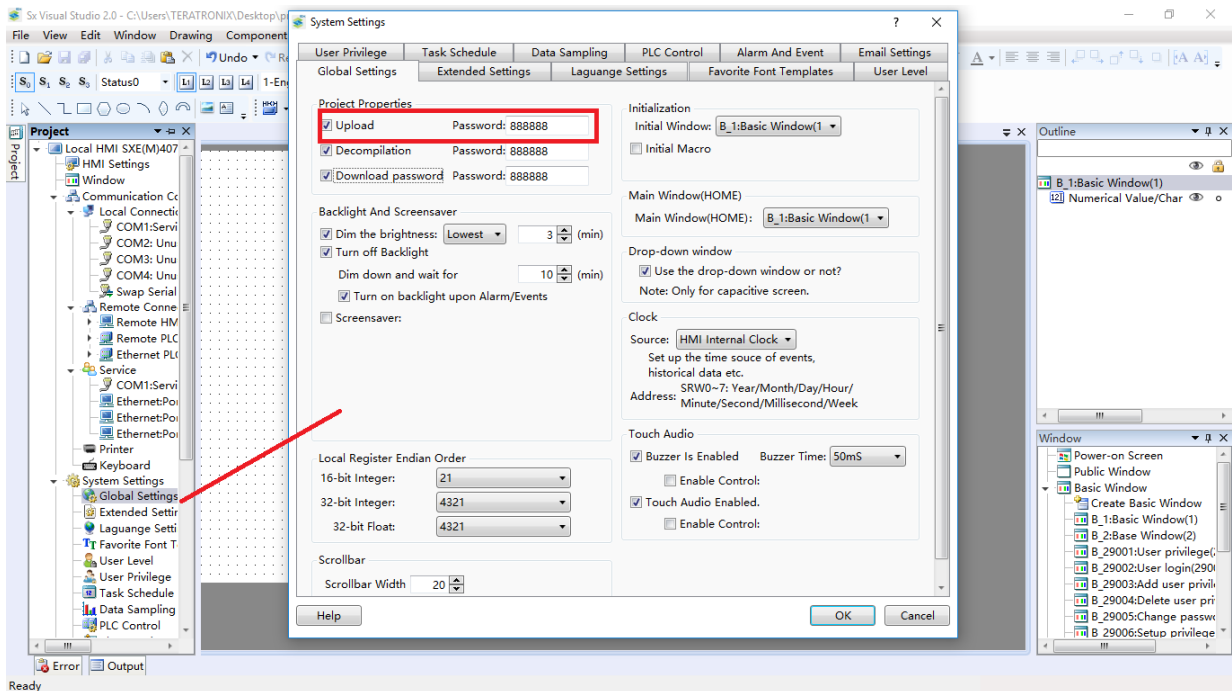 Sx Visual Studio 2.0 - C:\Users\TERATRONIX\Desktop\p
File View Edit Window Drawing Component
Undo Re
S0 S1 S2 S3 Status0 L1 L2 L3 L4 1-En
A A A
Project
Project
Local HMI SXE(M)407
HMI Settings
Window
Communication Co
Local Connectio
COM1:Servi
COM2: Unu
COM3: Unu
COM4: Unu
Swap Serial
Remote Conne
Remote HM
Remote PLC
Ethernet PL
Service
COM1:Servi
Ethernet:Po
Ethernet:Po
Ethernet:Po
Printer
Keyboard
System Settings
Global Settings
Extended Settin
Laguange Setti
Favorite Font T
User Level
User Privilege
Task Schedule
Data Sampling
PLC Control
Error Output
Ready
System Settings ?
User Privilege Task Schedule Data Sampling PLC Control Alarm And Event Email Settings
Global Settings Extended Settings Laguange Settings Favorite Font Templates User Level
Project Properties
Upload Password: 888888
Decompilation Password: 888888
Download password Password: 888888
Backlight And Screensaver
Dim the brightness: Lowest 3 (min)
Turn off Backlight
Dim down and wait for 10 (min)
Turn on backlight upon Alarm/Events
Screensaver:
Local Register Endian Order
16-bit Integer: 21
32-bit Integer: 4321
32-bit Float: 4321
Scrollbar
Scrollbar Width 20
Initialization
Initial Window: B_1:Basic Window(1
Initial Macro
Main Window(HOME)
Main Window(HOME): B_1:Basic Window(1
Drop-down window
Use the drop-down window or not?
Note: Only for capacitive screen.
Clock
Source: HMI Internal Clock
Set up the time souce of events,
historical data etc.
Address: SRW0~7: Year/Month/Day/Hour/
Minute/Second/Millisecond/Week
Touch Audio
Buzzer Is Enabled Buzzer Time: 50mS
Enable Control:
Touch Audio Enabled.
Enable Control:
Help OK Cancel
Outline
B_1:Basic Window(1)
Numerical Value/Char
Window
Power-on Screen
Public Window
Basic Window
Create Basic Window
B_1:Basic Window(1)
B_2:Base Window(2)
B_29001:User privilege(
B_29002:User login(290
B_29003:Add user privil
B_29004:Delete user pri
B_29005:Change passw
B_29006:Setup privilege